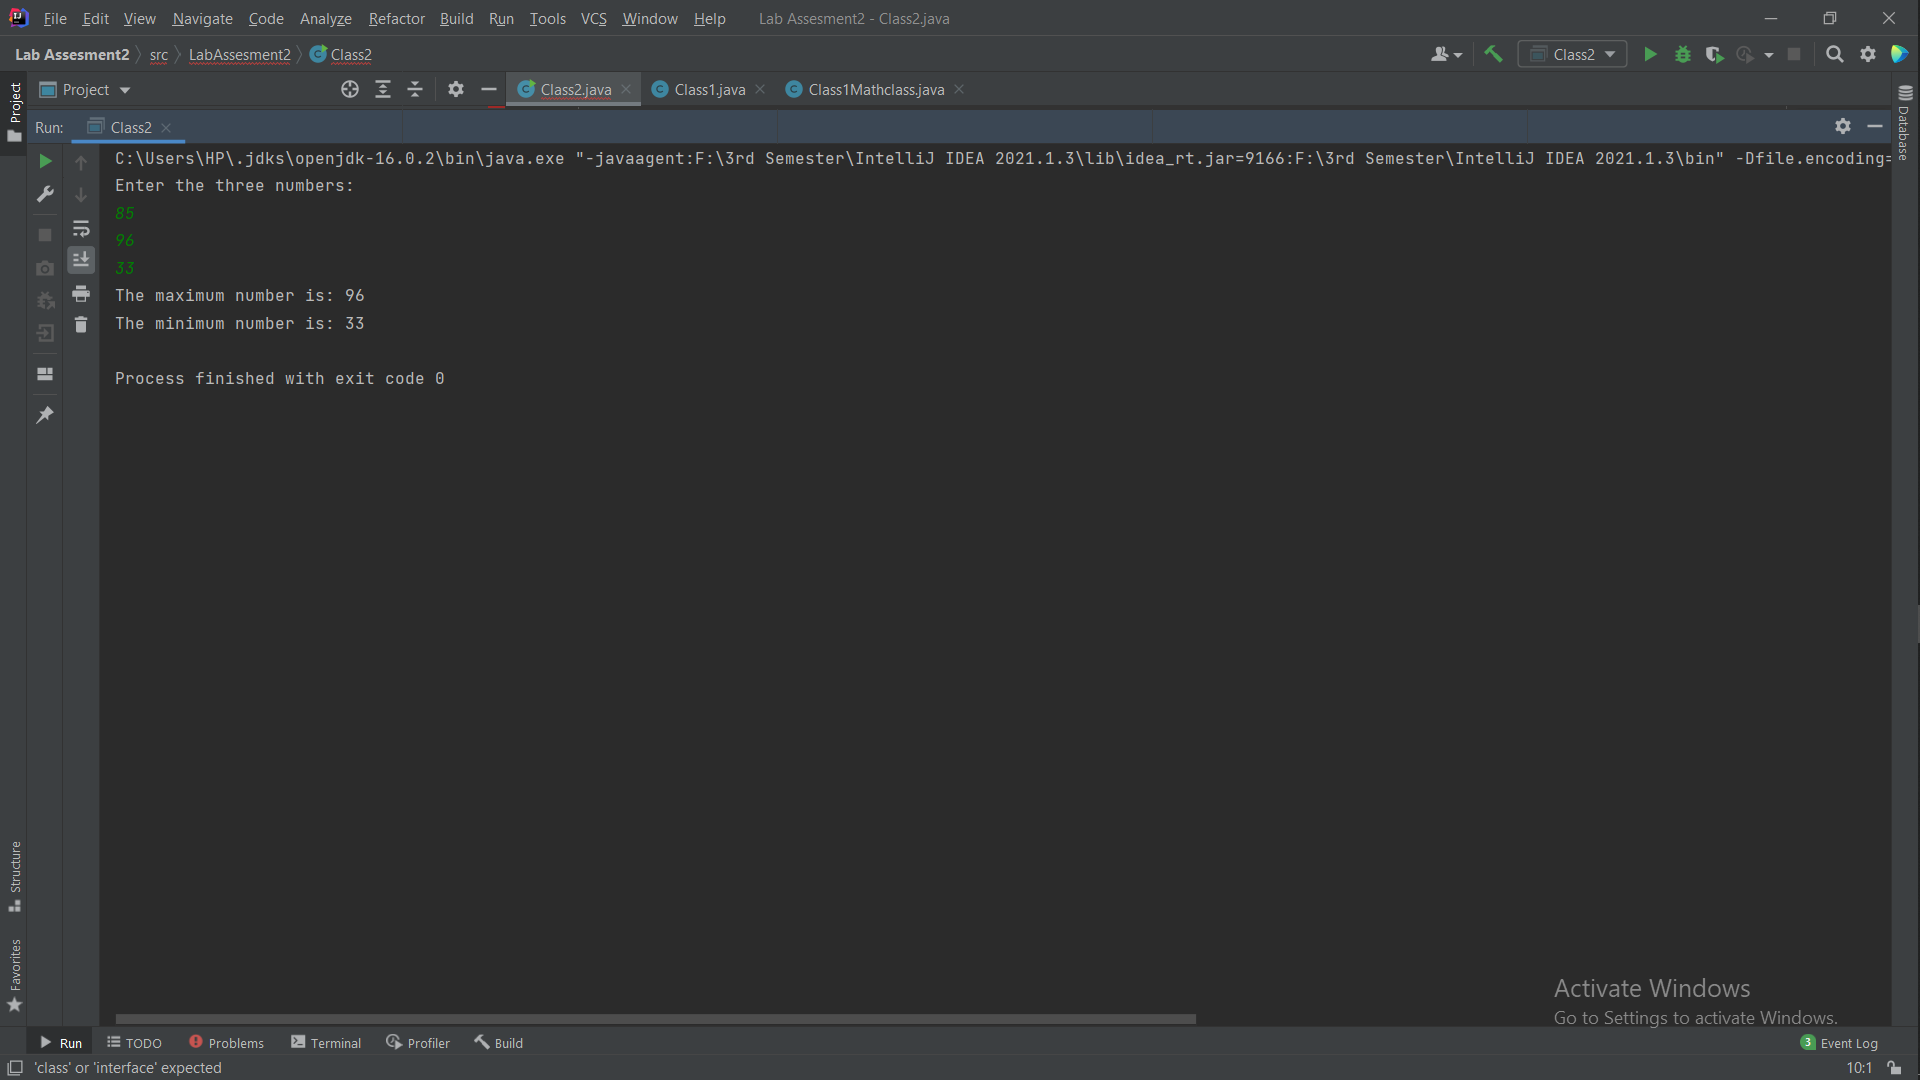 File Edit View Navigate Code Analyze Refactor Build Run Tools VCS Window Help Lab Assesment2 - Class2.java
Lab Assesment2 src LabAssesment2 Class2 Class2
Project Project Class2.java Class1.java Class1Mathclass.java
Database
Run: Class2
C:\Users\HP\.jdks\openjdk-16.0.2\bin\java.exe "-javaagent:F:\3rd Semester\IntelliJ IDEA 2021.1.3\lib\idea_rt.jar=9166:F:\3rd Semester\IntelliJ IDEA 2021.1.3\bin" -Dfile.encoding=
Enter the three numbers:
85
96
33
The maximum number is: 96
The minimum number is: 33
Process finished with exit code 0
Structure
Favorites
Activate Windows
Go to Settings to activate Windows.
Run TODO Problems Terminal Profiler Build 3 Event Log
'class' or 'interface' expected 10:1